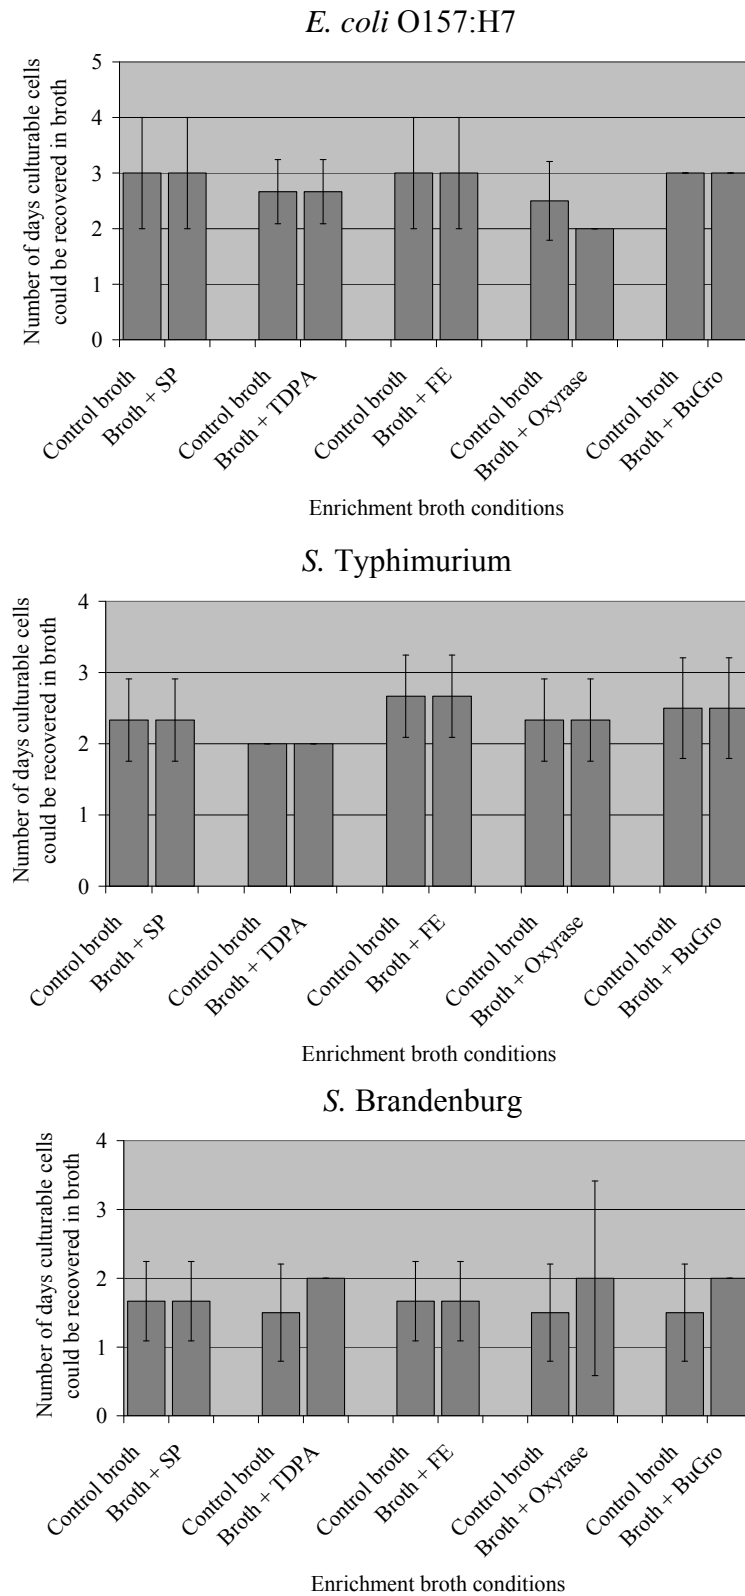 E. coli O157:H7
Number of days culturable cells
could be recovered in broth
5
4
3
2
1
0
Control broth
Broth + SP
Control broth
Broth + TDPA
Control broth
Broth + FE
Control broth
Broth + Oxyrase
Control broth
Broth + BuGro
Enrichment broth conditions
S. Typhimurium
Number of days culturable cells
could be recovered in broth
4
3
2
1
0
Control broth
Broth + SP
Control broth
Broth + TDPA
Control broth
Broth + FE
Control broth
Broth + Oxyrase
Control broth
Broth + BuGro
Enrichment broth conditions
S. Brandenburg
Number of days culturable cells
could be recovered in broth
4
3
2
1
0
Control broth
Broth + SP
Control broth
Broth + TDPA
Control broth
Broth + FE
Control broth
Broth + Oxyrase
Control broth
Broth + BuGro
Enrichment broth conditions